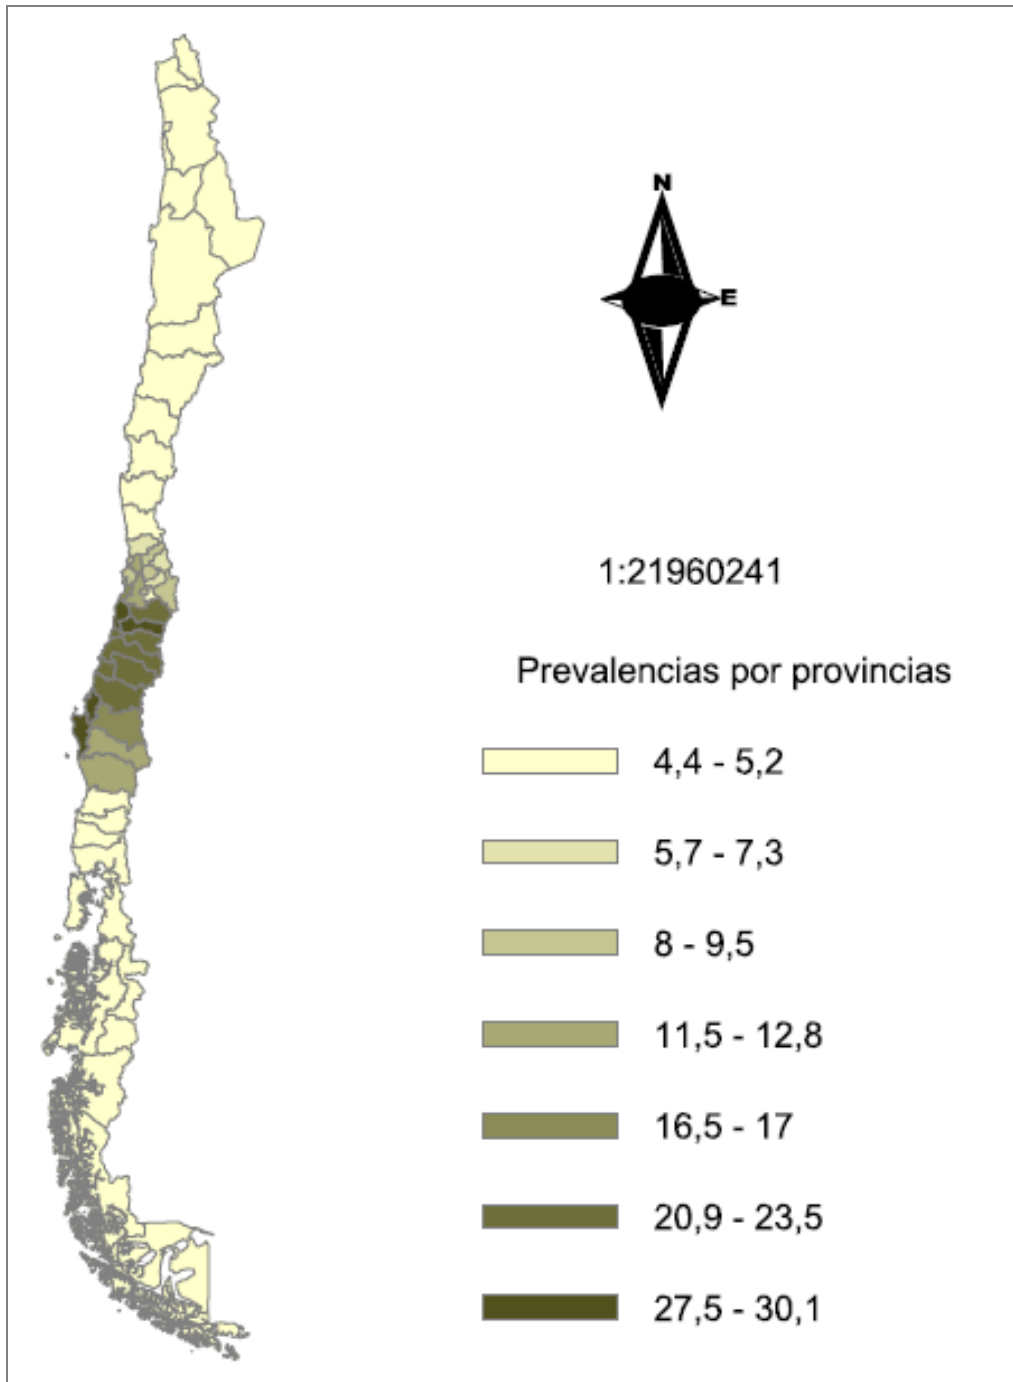 N
E
1:21960241
Prevalencias por provincias
4,4 - 5,2
5,7 - 7,3
8 - 9,5
11,5 - 12,8
16,5 - 17
20,9 - 23,5
27,5 - 30,1